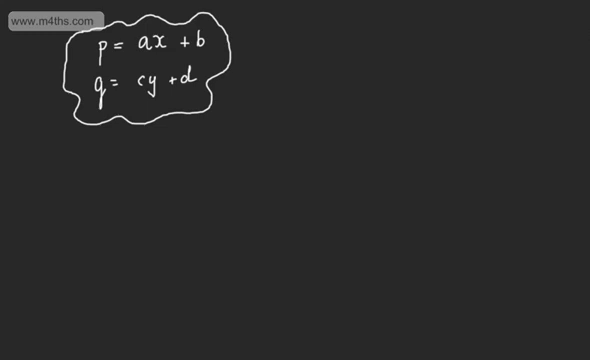 www.m4ths.com
p = ax + b
q = cy + d